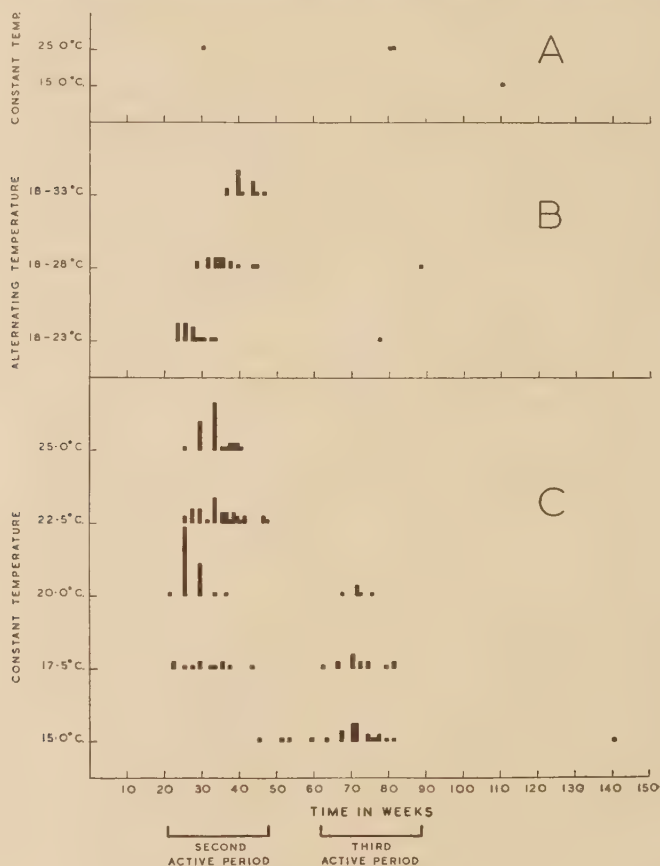 CONSTANT TEMP.
25·0°C
15·0°C
A
ALTERNATING TEMPERATURE
18-33°C
18-28°C
18-23°C
B
CONSTANT TEMPERATURE
25·0°C
22·5°C
20·0°C
17·5°C
15·0°C
C
10 20 30 40 50 60 70 80 90 100 110 120 130 140 150
TIME IN WEEKS
SECOND
ACTIVE PERIOD
THIRD
ACTIVE PERIOD